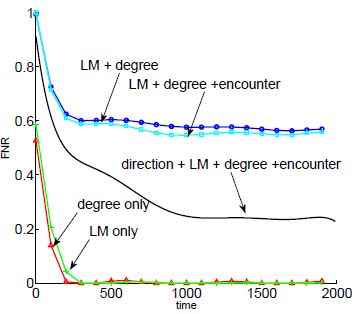 1
0.8
0.6
0.4
0.2
0
FNR
LM + degree
LM + degree +encounter
direction + LM + degree +encounter
degree only
LM only
0 500 1000 1500 2000
time